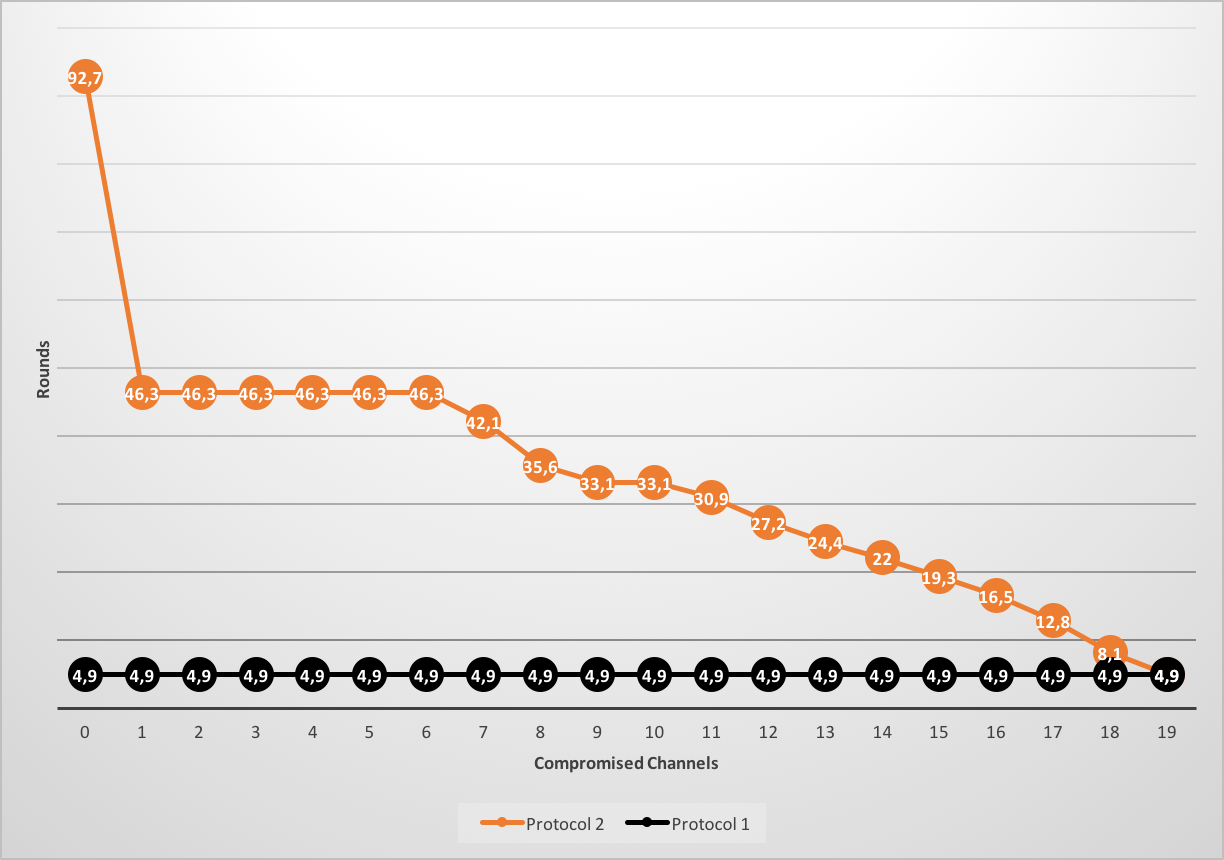 92,7
Rounds
46,3 46,3 46,3 46,3 46,3 46,3
42,1
35,6
33,1 33,1
30,9
27,2
24,4
22
19,3
16,5
12,8
8,1
4,9 4,9 4,9 4,9 4,9 4,9 4,9 4,9 4,9 4,9 4,9 4,9 4,9 4,9 4,9 4,9 4,9 4,9 4,9 4,9
0 1 2 3 4 5 6 7 8 9 10 11 12 13 14 15 16 17 18 19
Compromised Channels
Protocol 2 Protocol 1